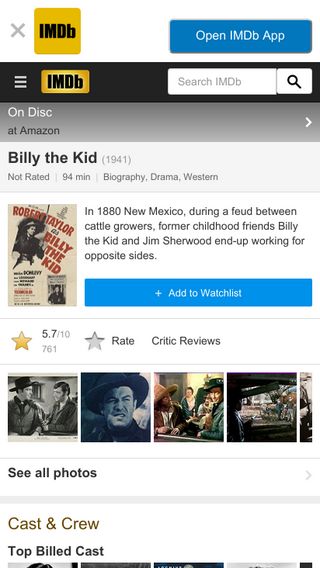 IMDb
Open IMDb App
IMDb
Search IMDb
On Disc
at Amazon
Billy the Kid (1941)
Not Rated | 94 min | Biography, Drama, Western
ROBERT TAYLOR
as
BILLY THE KID
In 1880 New Mexico, during a feud between
cattle growers, former childhood friends Billy
the Kid and Jim Sherwood end-up working for
opposite sides.
+ Add to Watchlist
5.7/10
761
Rate
Critic Reviews
See all photos
Cast & Crew
Top Billed Cast